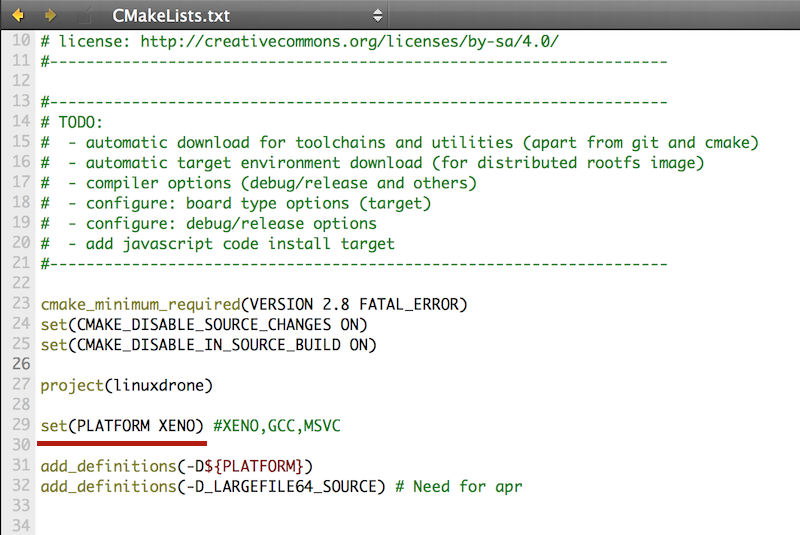 CMakeLists.txt
10 # license: http://creativecommons.org/licenses/by-sa/4.0/
11 #--------------------------------------------------------------------
12
13 #--------------------------------------------------------------------
14 # TODO:
15 #  - automatic download for toolchains and utilities (apart from git and cmake)
16 #  - automatic target environment download (for distributed rootfs image)
17 #  - compiler options (debug/release and others)
18 #  - configure: board type options (target)
19 #  - configure: debug/release options
20 #  - add javascript code install target
21 #--------------------------------------------------------------------
22
23 cmake_minimum_required(VERSION 2.8 FATAL_ERROR)
24 set(CMAKE_DISABLE_SOURCE_CHANGES ON)
25 set(CMAKE_DISABLE_IN_SOURCE_BUILD ON)
26
27 project(linuxdrone)
28
29 set(PLATFORM XENO) #XENO,GCC,MSVC
30
31 add_definitions(-D${PLATFORM})
32 add_definitions(-D_LARGEFILE64_SOURCE) # Need for apr
33
34